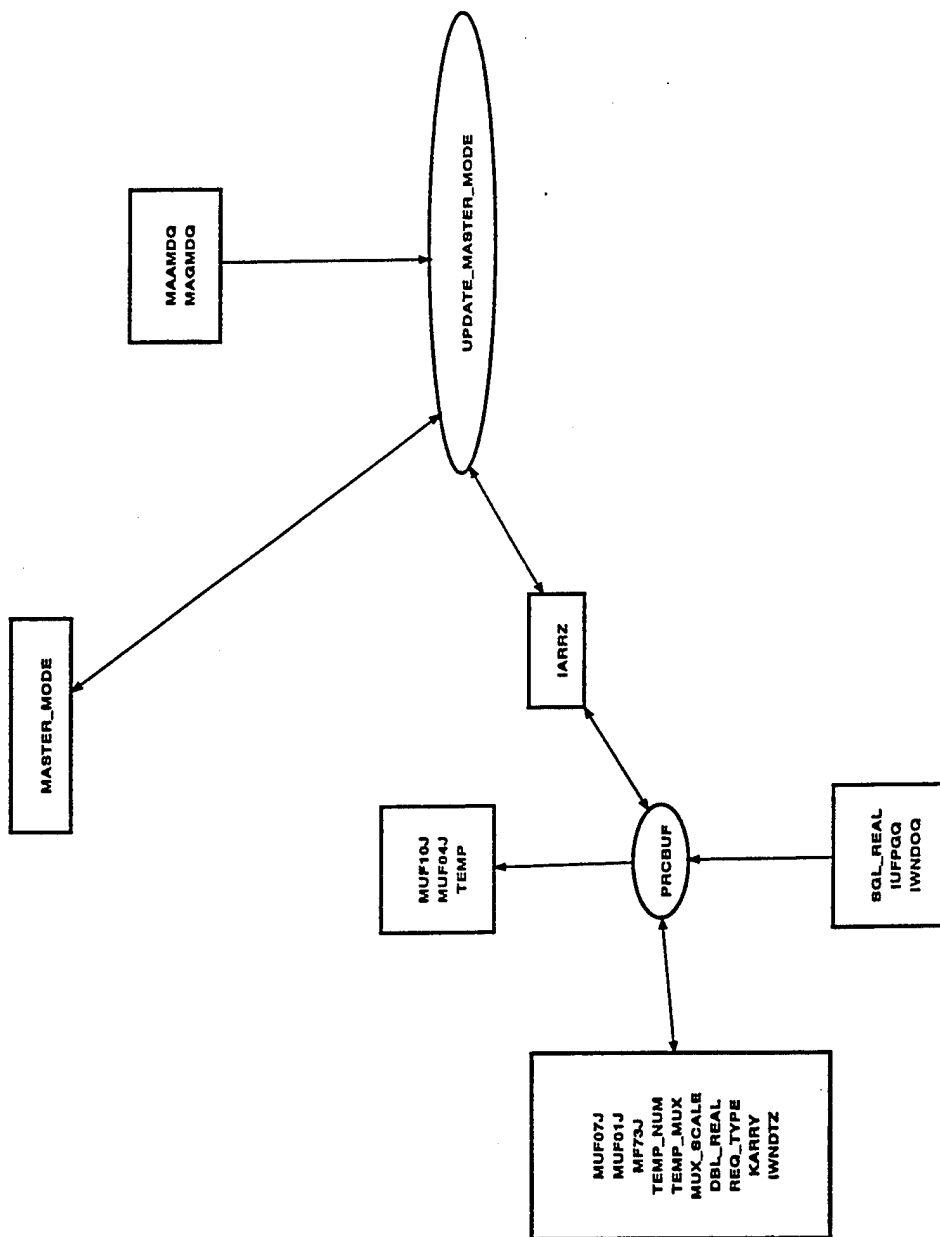 MASTER_MODE
MAAMDQ
MAGMDQ
UPDATE_MASTER_MODE
IARRZ
MUF10J
MUF04J
TEMP
PRCBUF
SGL_REAL
IUFPGQ
IWNDOQ
MUF07J
MUF01J
MF73J
TEMP_NUM
TEMP_MUX
MUX_SCALE
DBL_REAL
REQ_TYPE
KARRY
IWNDTZ